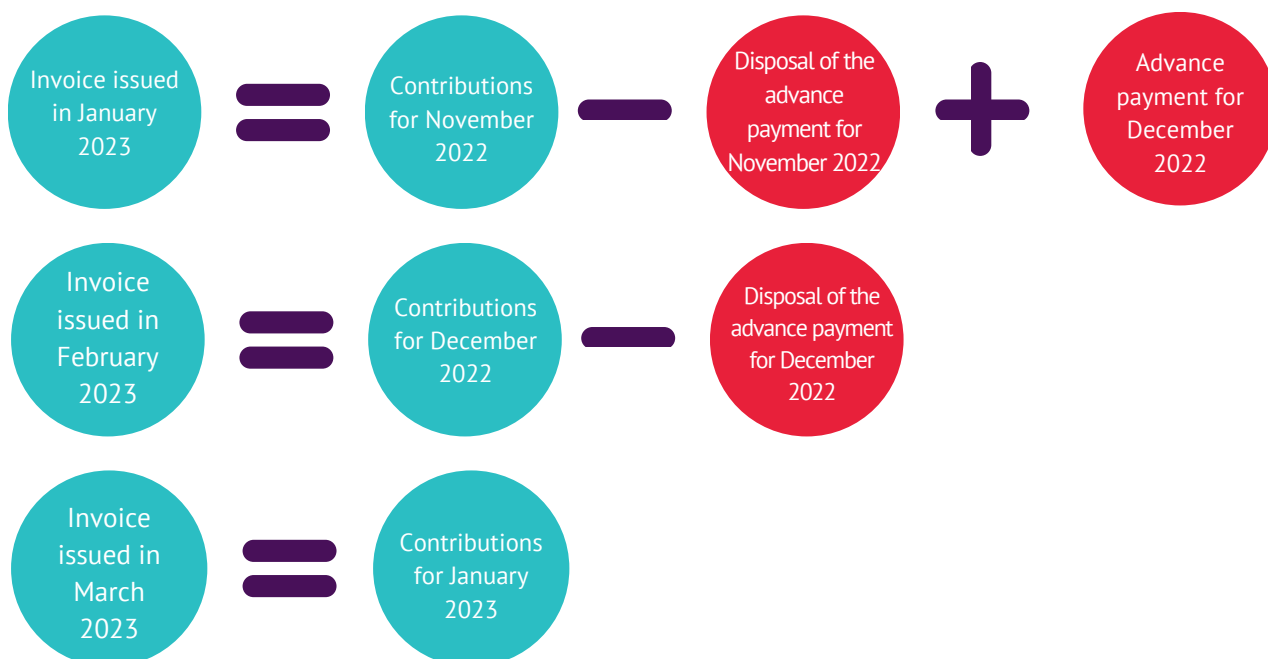 Invoice issued
in January
2023
Contributions
for November
2022
Disposal of the
advance
payment for
November 2022
Advance
payment for
December
2022
Invoice
issued in
February
2023
Contributions
for December
2022
Disposal of the
advance payment
for December
2022
Invoice
issued in
March
2023
Contributions
for January
2023